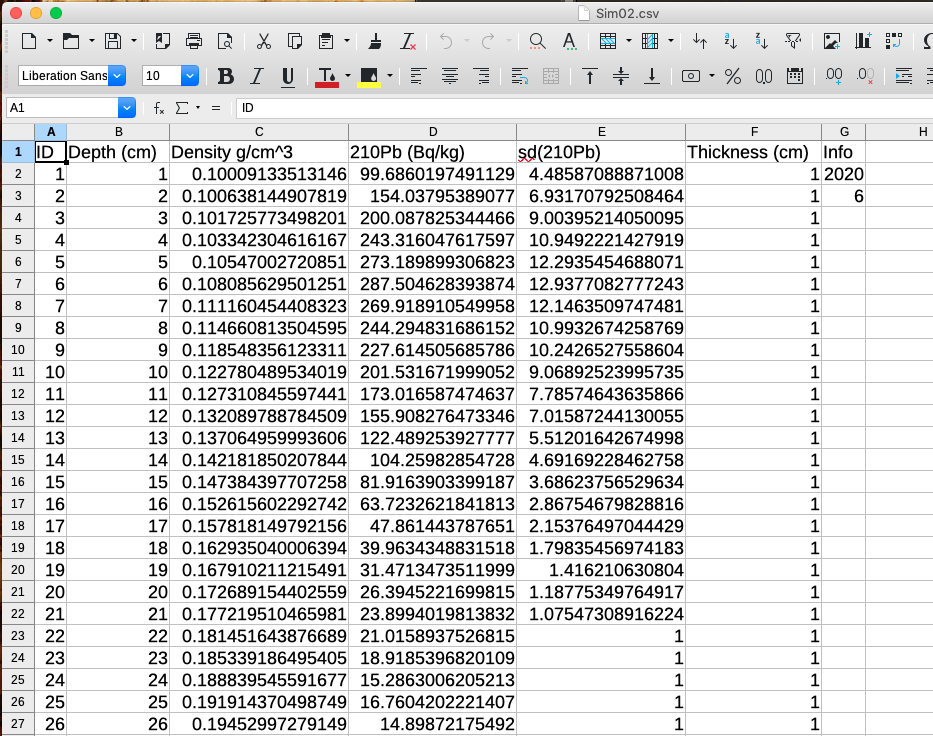 Sim02.csv
Liberation Sans 10 B I U
A1 fx Σ = ID
A B C D E F G H
1 ID Depth (cm) Density g/cm^3 210Pb (Bq/kg) sd(210Pb) Thickness (cm) Info
2 1 1 0.10009133513146 99.6860197491129 4.48587088871008 1 2020
3 2 2 0.100638144907819 154.03795389077 6.93170792508464 1 6
4 3 3 0.101725773498201 200.087825344466 9.00395214050095 1
5 4 4 0.103342304616167 243.316047617597 10.9492221427919 1
6 5 5 0.10547002720851 273.189899306823 12.2935454688071 1
7 6 6 0.108085629501251 287.504628393874 12.9377082777243 1
8 7 7 0.111160454408323 269.918910549958 12.1463509747481 1
9 8 8 0.114660813504595 244.294831686152 10.9932674258769 1
10 9 9 0.118548356123311 227.614505685786 10.2426527558604 1
11 10 10 0.122780489534019 201.531671999052 9.06892523995735 1
12 11 11 0.127310845597441 173.016587474637 7.78574643635866 1
13 12 12 0.132089788784509 155.908276473346 7.01587244130055 1
14 13 13 0.137064959993606 122.489253927777 5.51201642674998 1
15 14 14 0.142181850207844 104.25982854728 4.69169228462758 1
16 15 15 0.147384397707258 81.9163903399187 3.68623756529634 1
17 16 16 0.152615602292742 63.7232621841813 2.86754679828816 1
18 17 17 0.157818149792156 47.861443787651 2.15376497044429 1
19 18 18 0.162935040006394 39.9634348831518 1.79835456974183 1
20 19 19 0.167910211215491 31.4713473511999 1.416210630804 1
21 20 20 0.172689154402559 26.3945221699815 1.18775349764917 1
22 21 21 0.177219510465981 23.8994019813832 1.07547308916224 1
23 22 22 0.181451643876689 21.0158937526815 1 1
24 23 23 0.185339186495405 18.9185396820109 1 1
25 24 24 0.188839545591677 15.2863006205213 1 1
26 25 25 0.191914370498749 16.7604202221407 1 1
27 26 26 0.19452997279149 14.89872175492 1 1